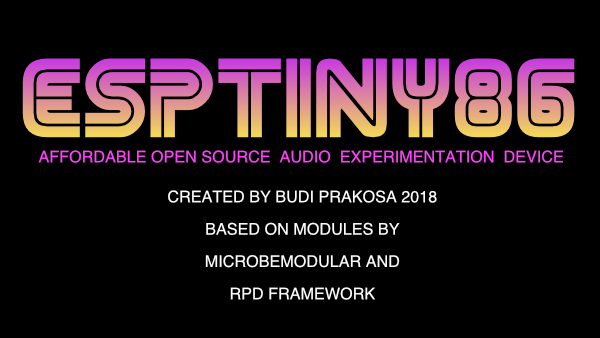 ESPTINY86
AFFORDABLE OPEN SOURCE AUDIO EXPERIMENTATION DEVICE
CREATED BY BUDI PRAKOSA 2018
BASED ON MODULES BY
MICROBEMODULAR AND
RPD FRAMEWORK